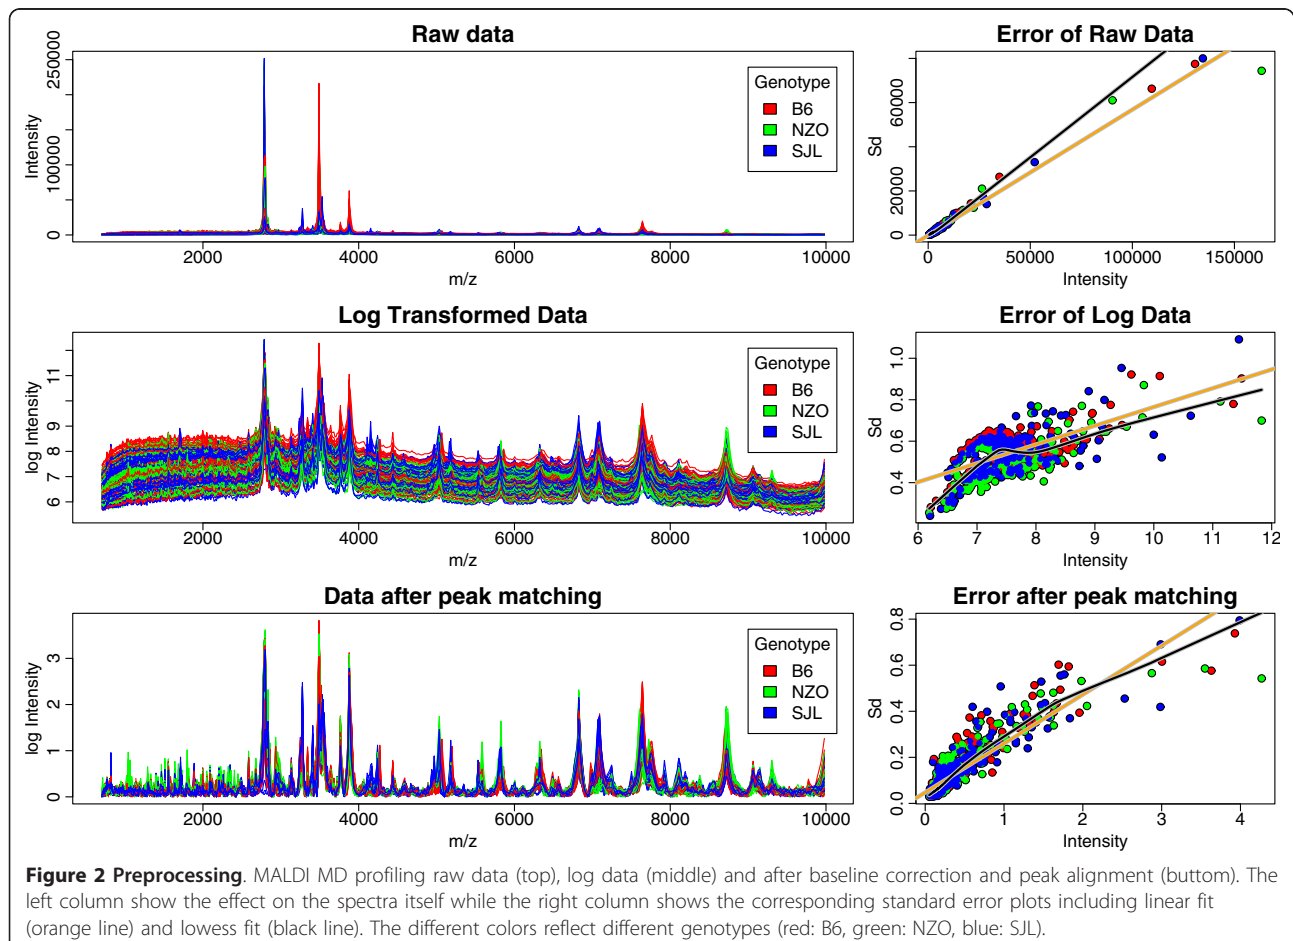 Raw data
250000
100000
0
Intensity
Genotype
B6
NZO
SJL
2000
4000
6000
8000
10000
m/z
Error of Raw Data
60000
20000
0
Sd
0
50000
100000
150000
Intensity
Log Transformed Data
11
9
8
7
6
log Intensity
Genotype
B6
NZO
SJL
2000
4000
6000
8000
10000
m/z
Error of Log Data
1.0
0.8
0.6
0.4
Sd
6
7
8
9
10
11
12
Intensity
Data after peak matching
3
2
1
0
log Intensity
Genotype
B6
NZO
SJL
2000
4000
6000
8000
10000
m/z
Error after peak matching
0.8
0.6
0.4
0.2
0.0
Sd
0
1
2
3
4
Intensity
Figure 2 Preprocessing. MALDI MD profiling raw data (top), log data (middle) and after baseline correction and peak alignment (buttom). The
left column show the effect on the spectra itself while the right column shows the corresponding standard error plots including linear fit
(orange line) and lowess fit (black line). The different colors reflect different genotypes (red: B6, green: NZO, blue: SJL).